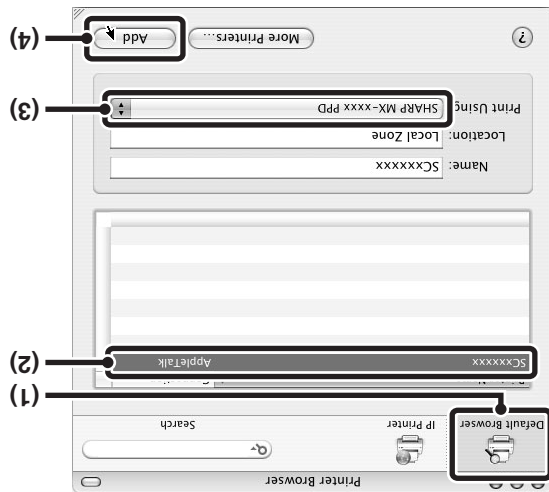 Printer Browser
Default Browser
IP Printer
Search
(1)
SCxxxxxx AppleTalk
(2)
Name: SCxxxxxx
Location: Local Zone
Print Using: SHARP MX-xxxx PPD
(3)
?
More Printers...
Add
(4)